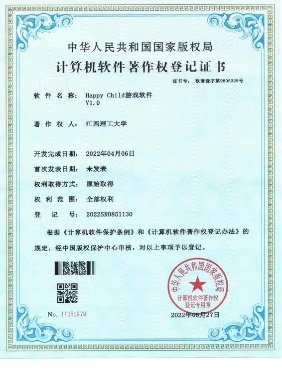 中华人民共和国国家版权局
计算机软件著作权登记证书
证书号：
软件名称：Happy Child游戏软件
V1.0
著作权人：江西理工大学
开发完成日期：2022年04月06日
首次发表日期：未发表
权利取得方式：原始取得
权利范围：全部权利
登记号：2022SR0851130
根据《计算机软件保护条例》和《计算机软件著作权登记办法》的
规定，经中国版权保护中心审核，对以上事项予以登记。
中华人民共和国国家版权局
计算机软件著作权
登记专用章
No.
2022年06月27日